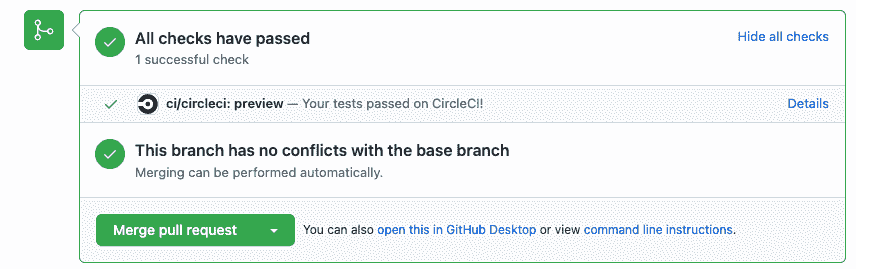 All checks have passed
Hide all checks
1 successful check
ci/circleci: preview — Your tests passed on CircleCI!
Details
This branch has no conflicts with the base branch
Merging can be performed automatically.
Merge pull request
You can also open this in GitHub Desktop or view command line instructions.